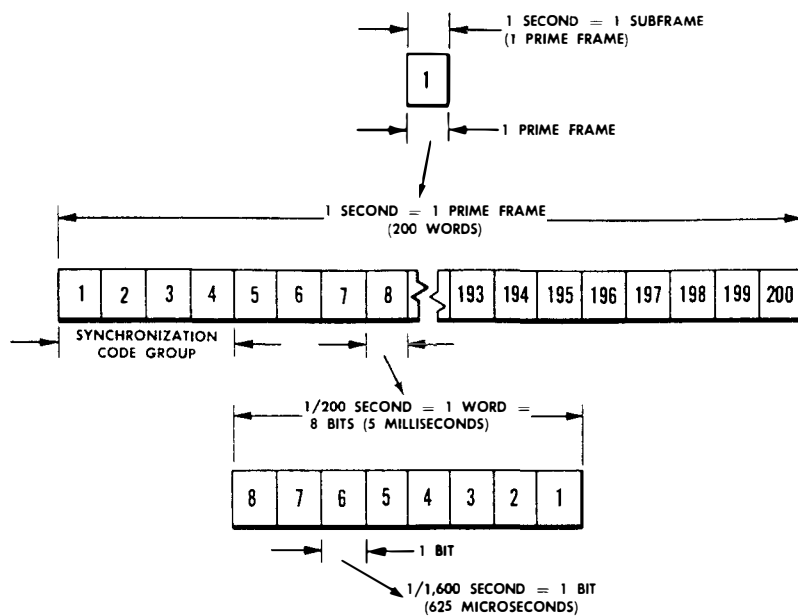 1 SECOND = 1 SUBFRAME
(1 PRIME FRAME)
1
1 PRIME FRAME
1 SECOND = 1 PRIME FRAME
(200 WORDS)
1 2 3 4 5 6 7 8 193 194 195 196 197 198 199 200
SYNCHRONIZATION
CODE GROUP
1/200 SECOND = 1 WORD =
8 BITS (5 MILLISECONDS)
8 7 6 5 4 3 2 1
1 BIT
1/1,600 SECOND = 1 BIT
(625 MICROSECONDS)